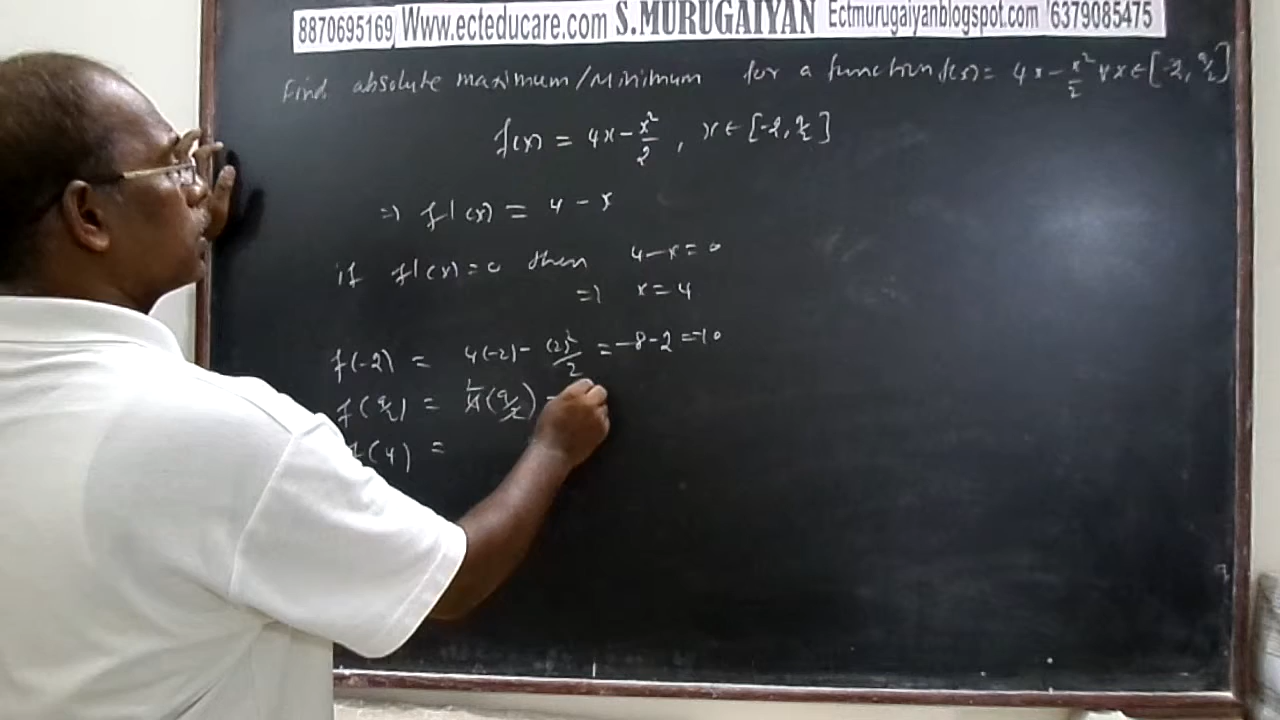 8870695169 Www.ecteducare.com S.MURUGAIYAN Ectmurugaiyanblogspot.com '6379085475
Find absolute maximum/Minimum for a function f(x) = 4x - x²/2 ∀ x ∈ [-2, 9/2]
f(x) = 4x - x²/2 , x ∈ [-2, 9/2]
⇒ f'(x) = 4 - x
if f'(x) = 0 then 4 - x = 0
⇒ x = 4
f(-2) = 4(-2) - (2)²/2 = -8 - 2 = -10
f(9/2) = 4(9/2) -
f(4) =